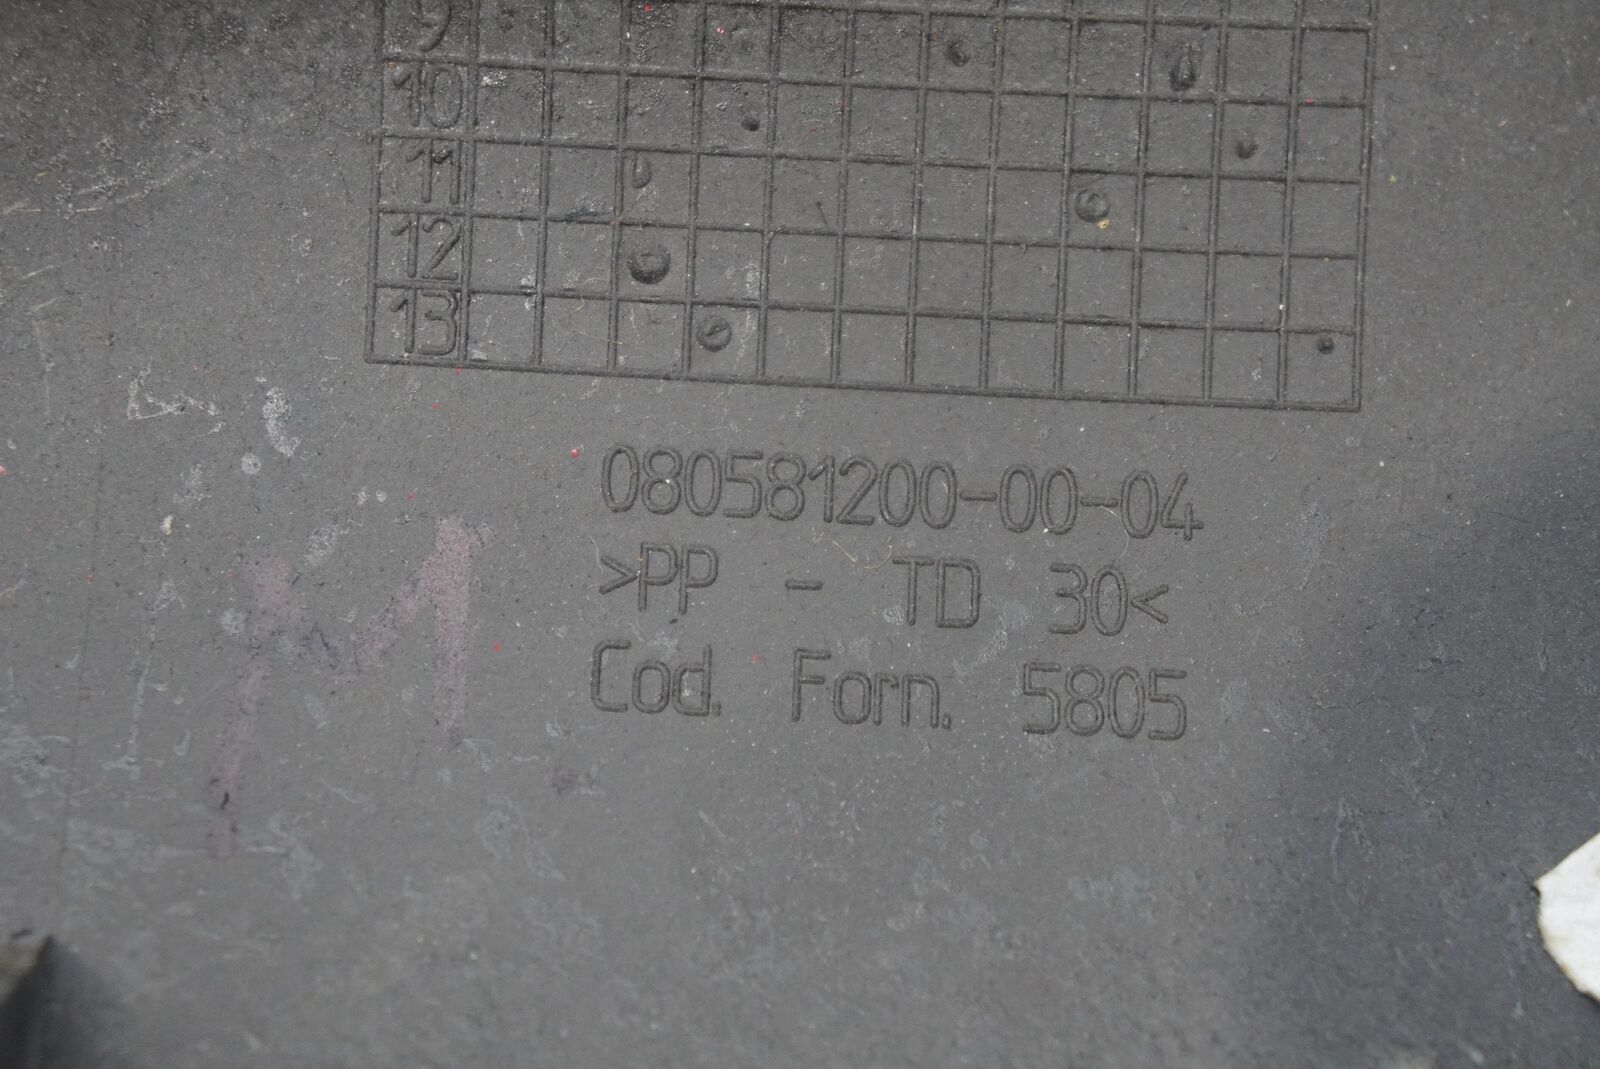 9
10
11
12
13
080581200-00-04
>PP - TD 30<
Cod. Forn. 5805
M